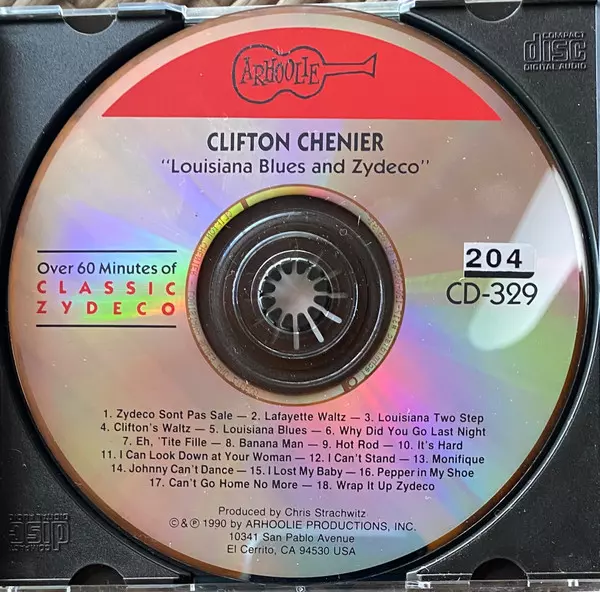 COMPACT
disc
DIGITAL AUDIO
ARHOOLIE
CLIFTON CHENIER
"Louisiana Blues and Zydeco"
Over 60 Minutes of
CLASSIC
ZYDECO
204
CD-329
1. Zydeco Sont Pas Sale — 2. Lafayette Waltz — 3. Louisiana Two Step
4. Clifton's Waltz — 5. Louisiana Blues — 6. Why Did You Go Last Night
7. Eh, 'Tite Fille — 8. Banana Man — 9. Hot Rod — 10. It's Hard
11. I Can Look Down at Your Woman — 12. I Can't Stand — 13. Monifique
14. Johnny Can't Dance — 15. I Lost My Baby — 16. Pepper in My Shoe
17. Can't Go Home No More — 18. Wrap It Up Zydeco
Produced by Chris Strachwitz
© & ℗ 1990 by ARHOOLIE PRODUCTIONS, INC.
10341 San Pablo Avenue
El Cerrito, CA 94530 USA